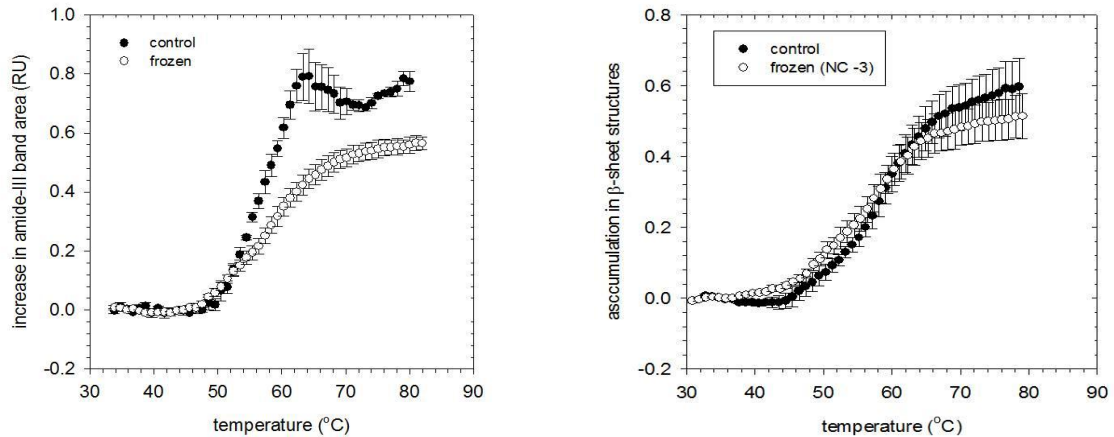 1.0
0.8
0.6
0.4
0.2
0.0
-0.2
increase in amide-III band area (RU)
control
frozen
30 40 50 60 70 80 90
temperature (°C)
0.8
0.6
0.4
0.2
0.0
-0.2
asccumulation in β-sheet structures
control
frozen (NC -3)
30 40 50 60 70 80 90
temperature (°C)